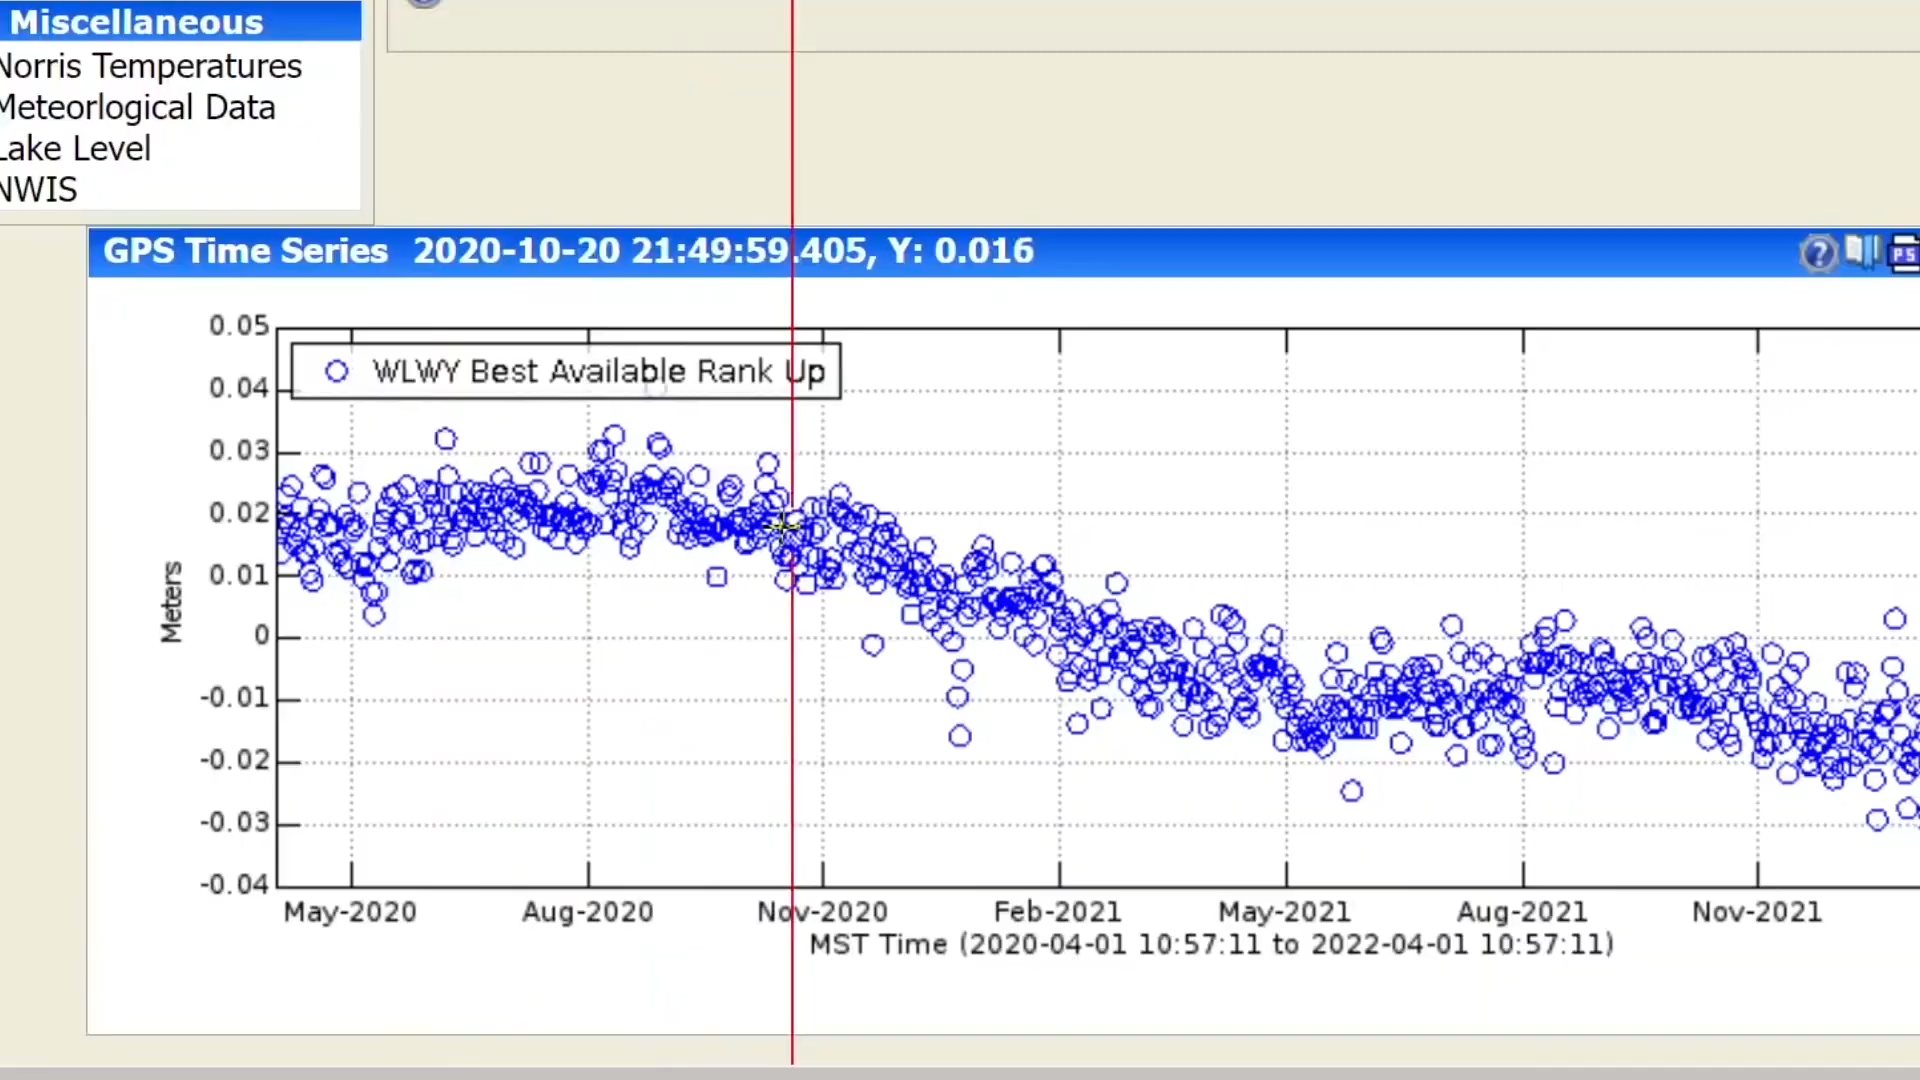 Miscellaneous
Norris Temperatures
Meteorlogical Data
Lake Level
NWIS
GPS Time Series 2020-10-20 21:49:59.405, Y: 0.016
PS
WLWY Best Available Rank Up
0.05
0.04
0.03
0.02
0.01
0
-0.01
-0.02
-0.03
-0.04
Meters
May-2020 Aug-2020 Nov-2020 Feb-2021 May-2021 Aug-2021 Nov-2021
MST Time (2020-04-01 10:57:11 to 2022-04-01 10:57:11)